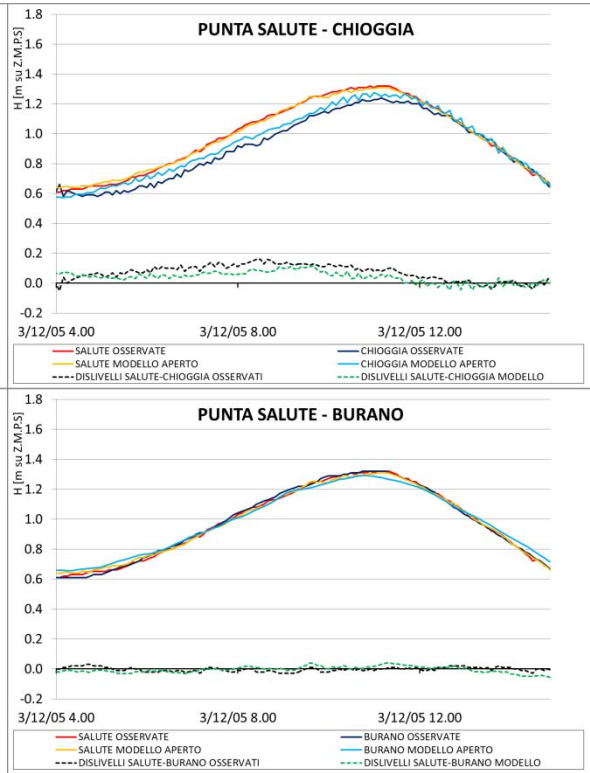 PUNTA SALUTE - CHIOGGIA
H [m su Z.M.P.S]
1.8
1.6
1.4
1.2
1.0
0.8
0.6
0.4
0.2
0.0
-0.2
3/12/05 4.00 3/12/05 8.00 3/12/05 12.00
SALUTE OSSERVATE CHIOGGIA OSSERVATE
SALUTE MODELLO APERTO CHIOGGIA MODELLO APERTO
DISLIVELLI SALUTE-CHIOGGIA OSSERVATI DISLIVELLI SALUTE-CHIOGGIA MODELLO
PUNTA SALUTE - BURANO
H [m su Z.M.P.S]
1.8
1.6
1.4
1.2
1.0
0.8
0.6
0.4
0.2
0.0
-0.2
3/12/05 4.00 3/12/05 8.00 3/12/05 12.00
SALUTE OSSERVATE BURANO OSSERVATE
SALUTE MODELLO APERTO BURANO MODELLO APERTO
DISLIVELLI SALUTE-BURANO OSSERVATI DISLIVELLI SALUTE-BURANO MODELLO